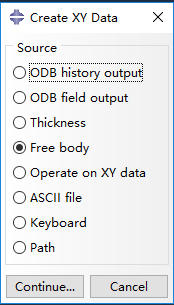 Create XY Data
Source
ODB history output
ODB field output
Thickness
Free body
Operate on XY data
ASCII file
Keyboard
Path
Continue...
Cancel